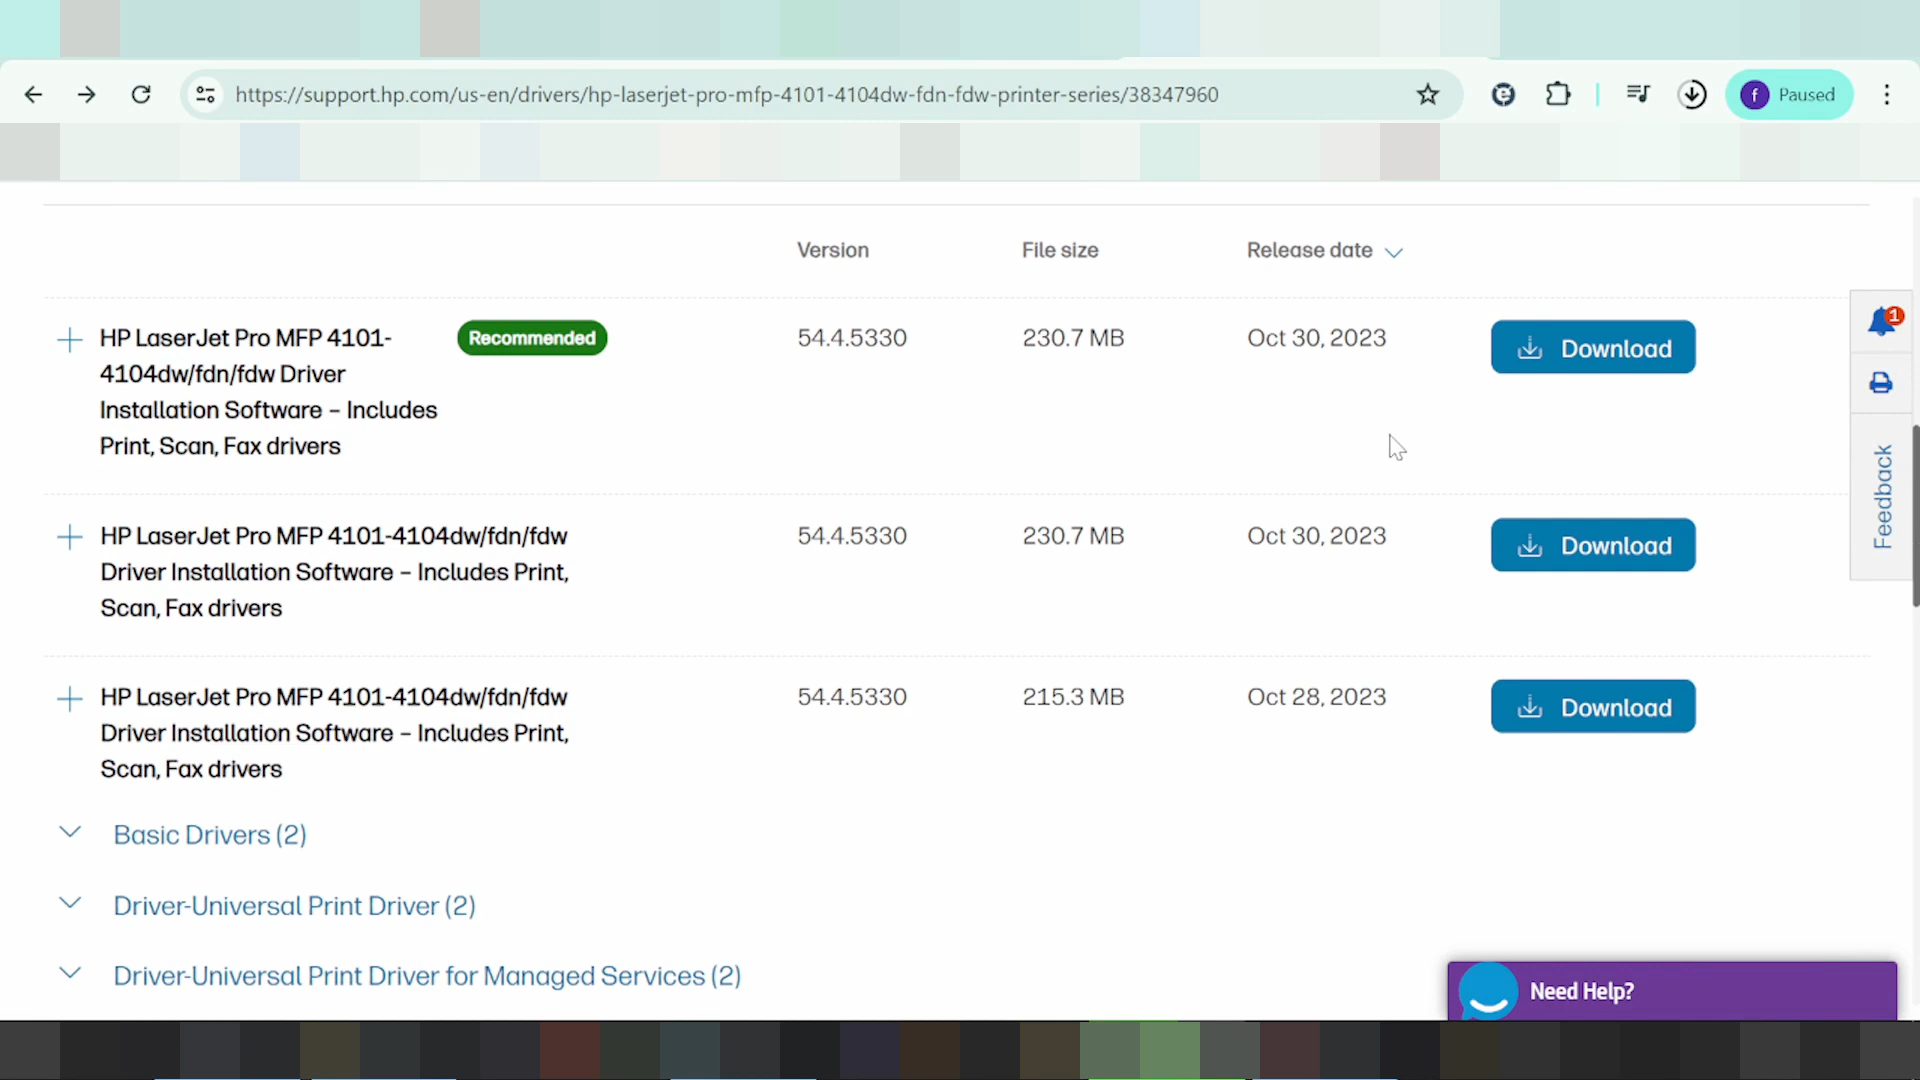 https://support.hp.com/us-en/drivers/hp-laserjet-pro-mfp-4101-4104dw-fdn-fdw-printer-series/38347960
f Paused
Version File size Release date
HP LaserJet Pro MFP 4101- Recommended 54.4.5330 230.7 MB Oct 30, 2023 Download
4104dw/fdn/fdw Driver
Installation Software – Includes
Print, Scan, Fax drivers
1
Feedback
HP LaserJet Pro MFP 4101-4104dw/fdn/fdw 54.4.5330 230.7 MB Oct 30, 2023 Download
Driver Installation Software – Includes Print,
Scan, Fax drivers
HP LaserJet Pro MFP 4101-4104dw/fdn/fdw 54.4.5330 215.3 MB Oct 28, 2023 Download
Driver Installation Software – Includes Print,
Scan, Fax drivers
Basic Drivers (2)
Driver-Universal Print Driver (2)
Driver-Universal Print Driver for Managed Services (2)
Need Help?